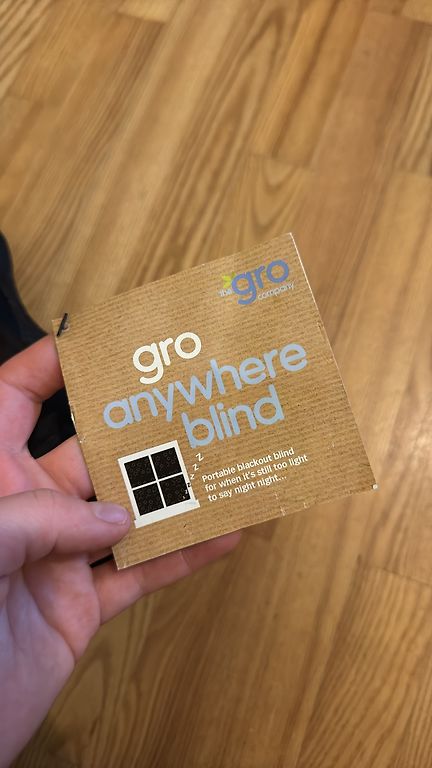 the gro
company
gro
anywhere
blind
z
z
z
z
Portable blackout blind
for when it's still too light
to say night night...